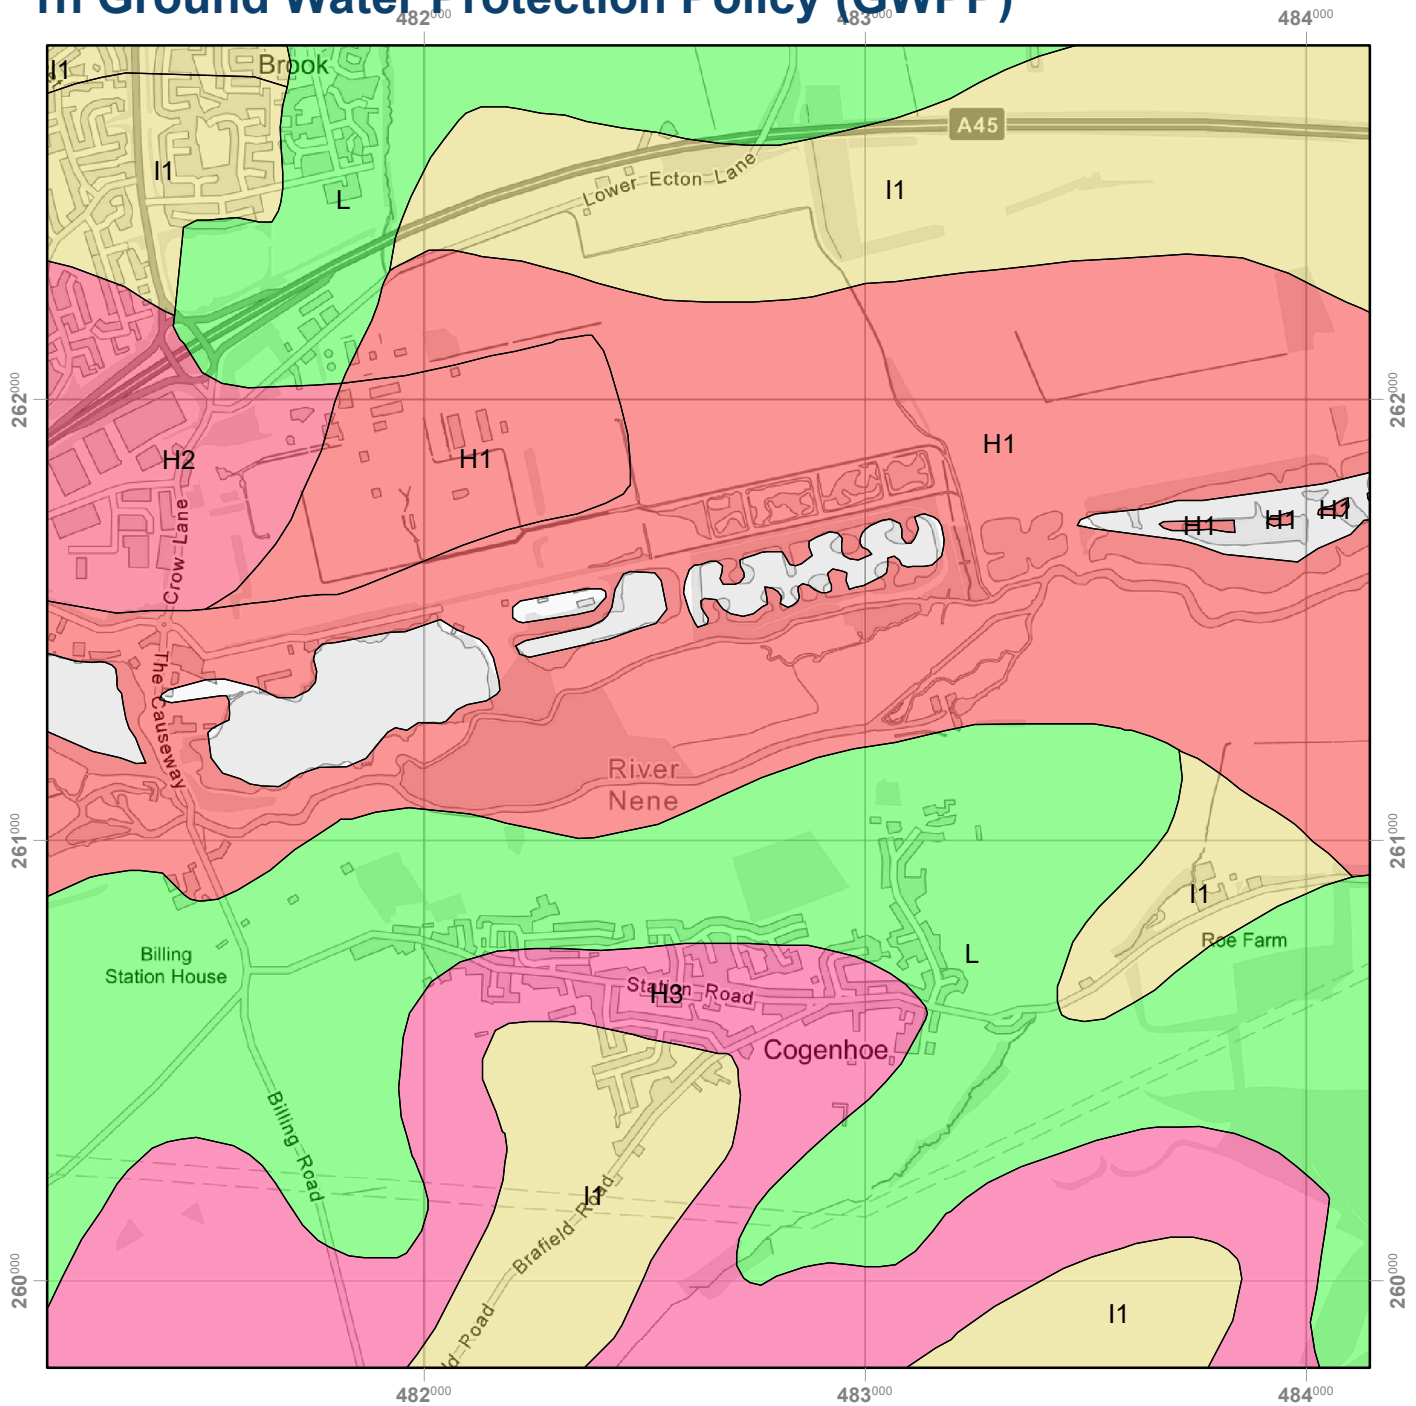 Ground Water Protection Policy (GWPP)
482000
483000
484000
I1
Brook
A45
I1
Lower Ecton Lane
I1
L
262000
262000
H1
H2
H1
H1
H1
H1
Crow Lane
The Causeway
River
Nene
261000
261000
I1
Billing
Station House
L
Roe Farm
Station Road
H3
Cogenhoe
Billing Road
I1
Brafield Road
260000
260000
I1
ld Road
482000
483000
484000